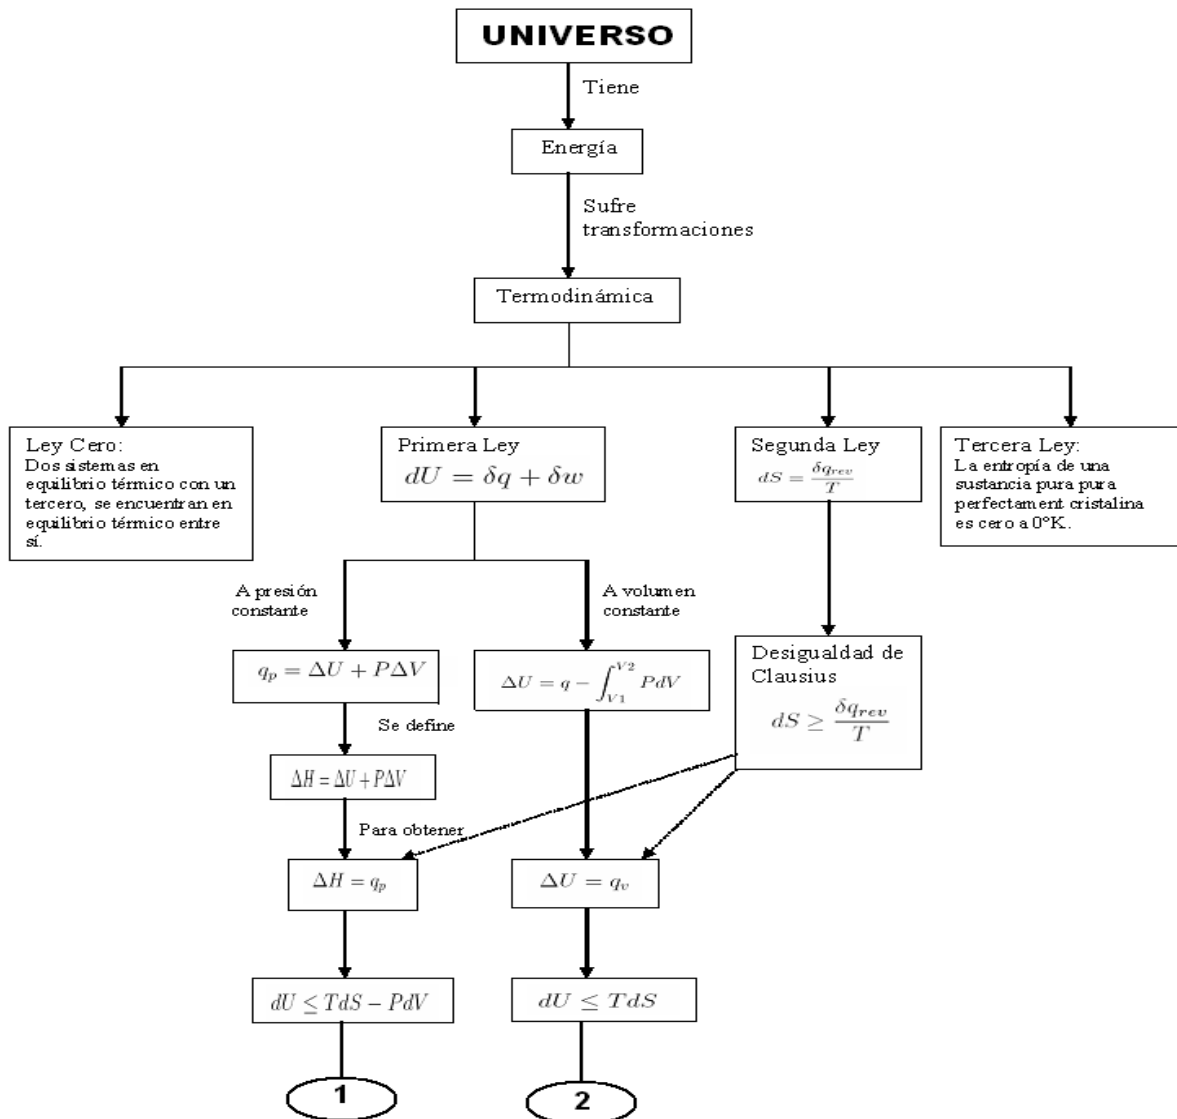 UNIVERSO
Tiene
Energía
Sufre
transformaciones
Termodinámica
Ley Cero:
Dos sistemas en
equilibrio térmico con un
tercero, se encuentran en
equilibrio térmico entre
sí.
Primera Ley
dU = δq + δw
Segunda Ley
dS = δq_rev / T
Tercera Ley:
La entropía de una
sustancia pura pura
perfectament cristalina
es cero a 0°K.
A presión
constante
A volumen
constante
q_p = ΔU + PΔV
ΔU = q − ∫_V1^V2 PdV
Desigualdad de
Clausius
dS ≥ δq_rev / T
Se define
ΔH = ΔU + PΔV
Para obtener
ΔH = q_p
ΔU = q_v
dU ≤ TdS − PdV
dU ≤ TdS
1
2